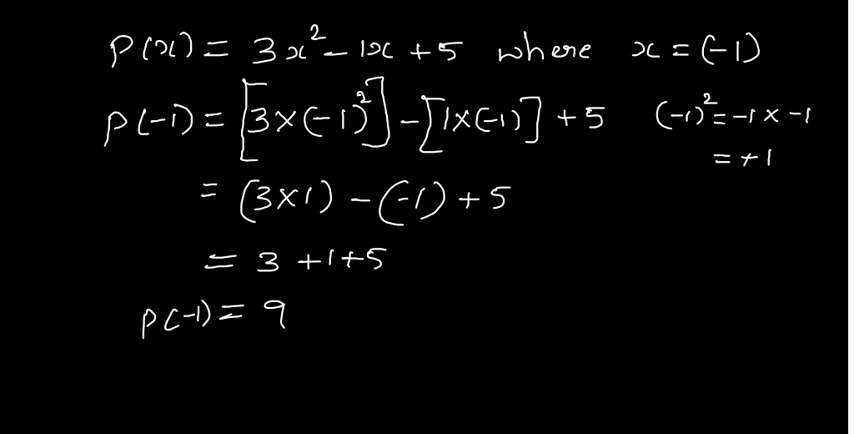 P(x) = 3x² - 1x + 5 where x = (-1)
P(-1) = [3×(-1)²] - [1×(-1)] + 5 (-1)² = -1 × -1
= +1
= (3×1) - (-1) + 5
= 3 + 1 + 5
P(-1) = 9